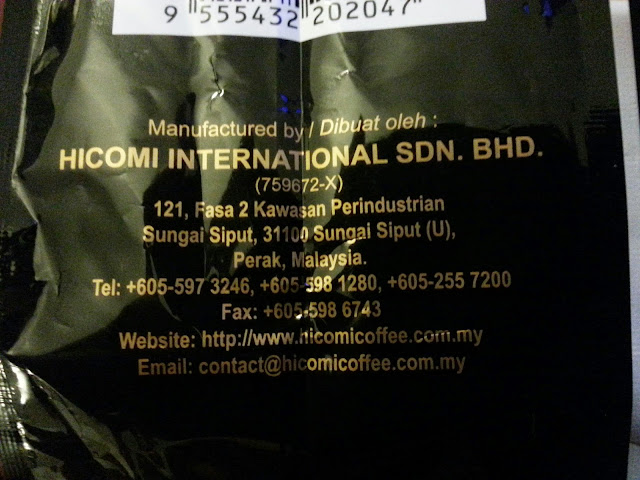 9 555432 202047
Manufactured by / Dibuat oleh :
HICOMI INTERNATIONAL SDN. BHD.
(759672-X)
121, Fasa 2 Kawasan Perindustrian
Sungai Siput, 31100 Sungai Siput (U),
Perak, Malaysia.
Tel: +605-597 3246, +605-598 1280, +605-255 7200
Fax: +605-598 6743
Website: http://www.hicomicoffee.com.my
Email: contact@hicomicoffee.com.my